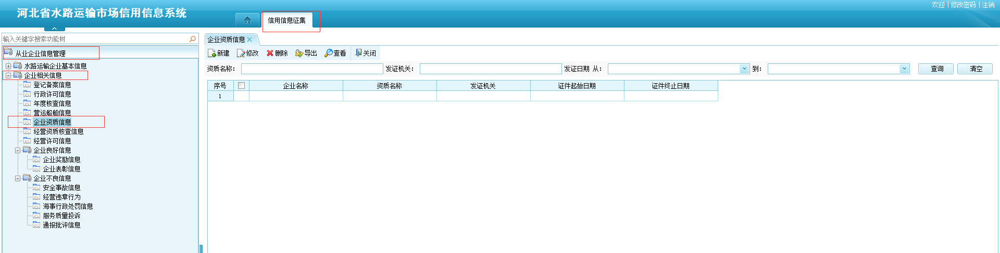 欢迎 | 修改密码 | 注销
河北省水路运输市场信用信息系统
信用信息征集
输入关键字搜索功能树
从业企业信息管理
水路运输企业基本信息
企业相关信息
登记备案信息
行政许可信息
年度核查信息
营运船舶信息
企业资质信息
经营资质核查信息
经营许可信息
企业良好信息
企业奖励信息
企业表彰信息
企业不良信息
安全事故信息
经营违章行为
海事行政处罚信息
服务质量投诉
通报批评信息
企业资质信息
新建 修改 删除 导出 查看 关闭
资质名称： 发证机关： 发证日期 从： 到： 查询 清空
序号 企业名称 资质名称 发证机关 证件起始日期 证件终止日期
1